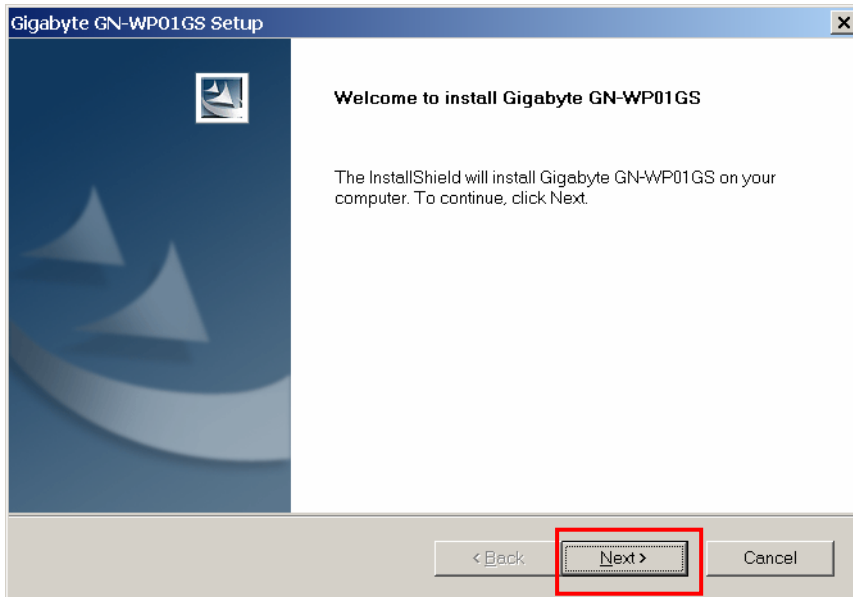 Gigabyte GN-WP01GS Setup
Welcome to install Gigabyte GN-WP01GS
The InstallShield will install Gigabyte GN-WP01GS on your
computer. To continue, click Next.
< Back
Next >
Cancel